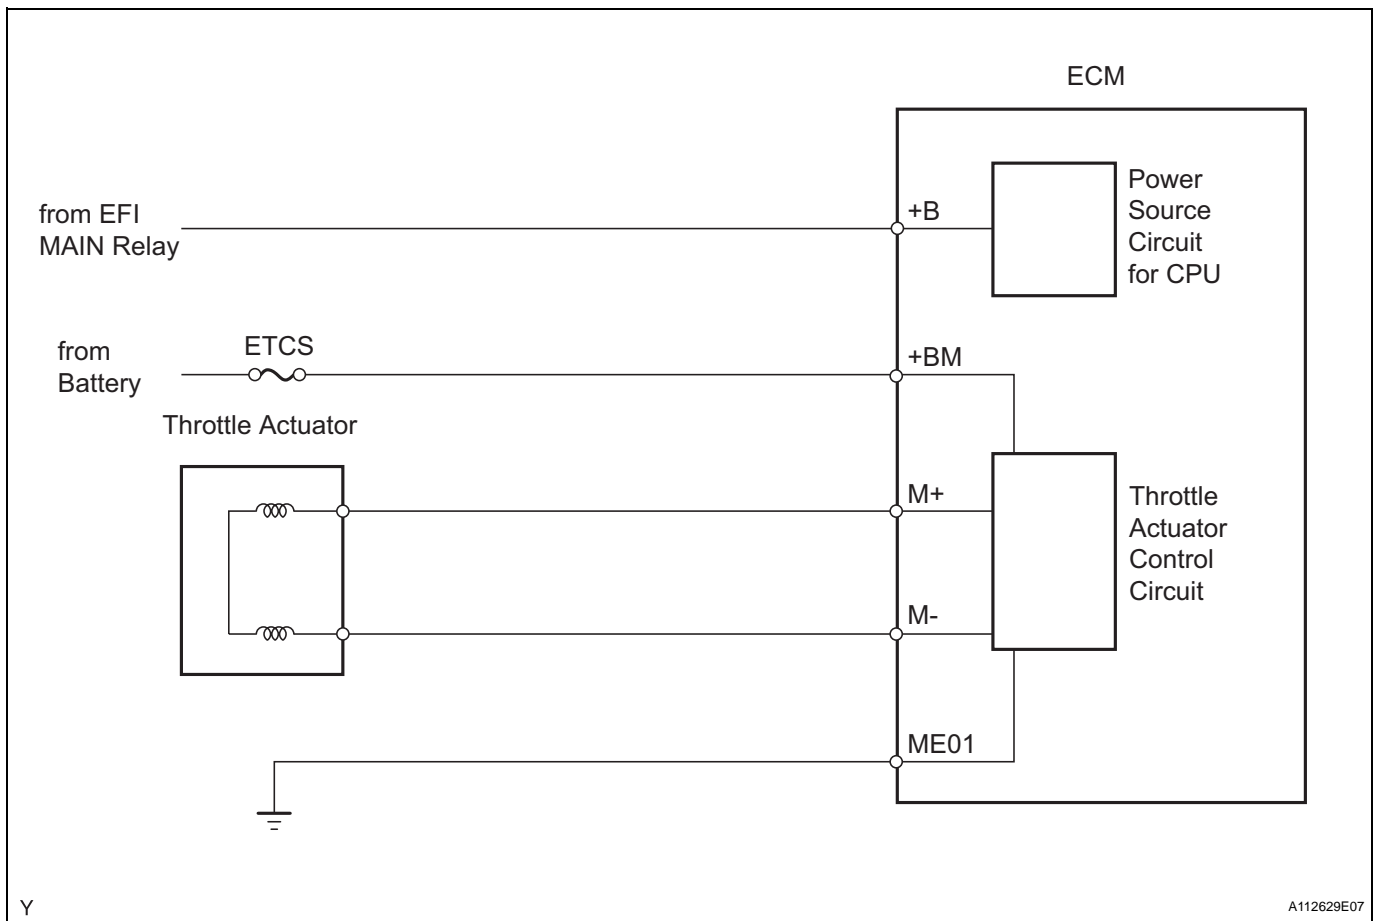 ECM
from EFI
MAIN Relay
+B
Power
Source
Circuit
for CPU
from
Battery
ETCS
+BM
Throttle Actuator
M+
M-
Throttle
Actuator
Control
Circuit
ME01
Y
A112629E07